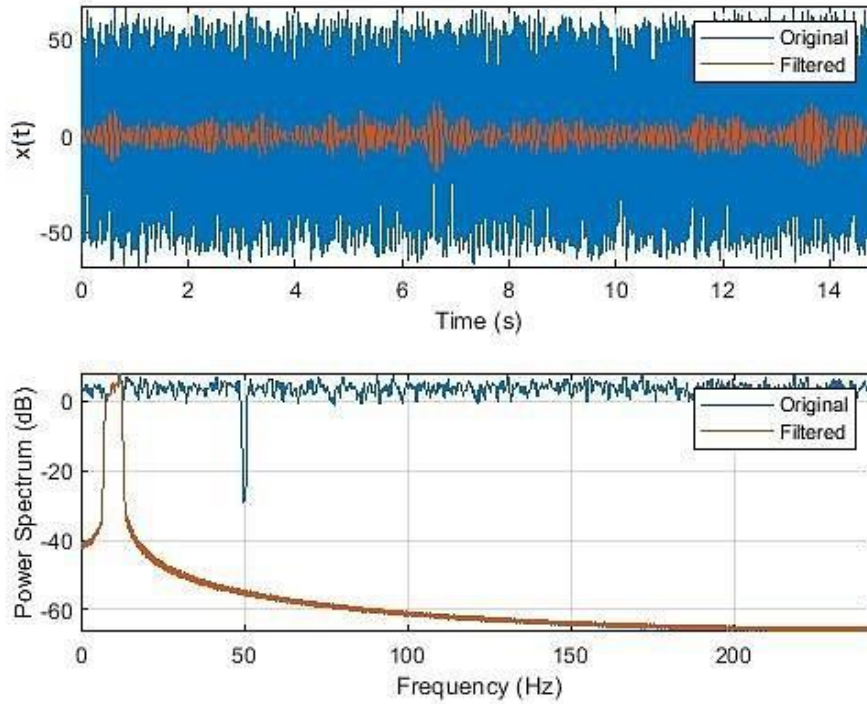 50
0
-50
x(t)
Original
Filtered
0 2 4 6 8 10 12 14
Time (s)
0
-20
-40
-60
Power Spectrum (dB)
Original
Filtered
0 50 100 150 200
Frequency (Hz)